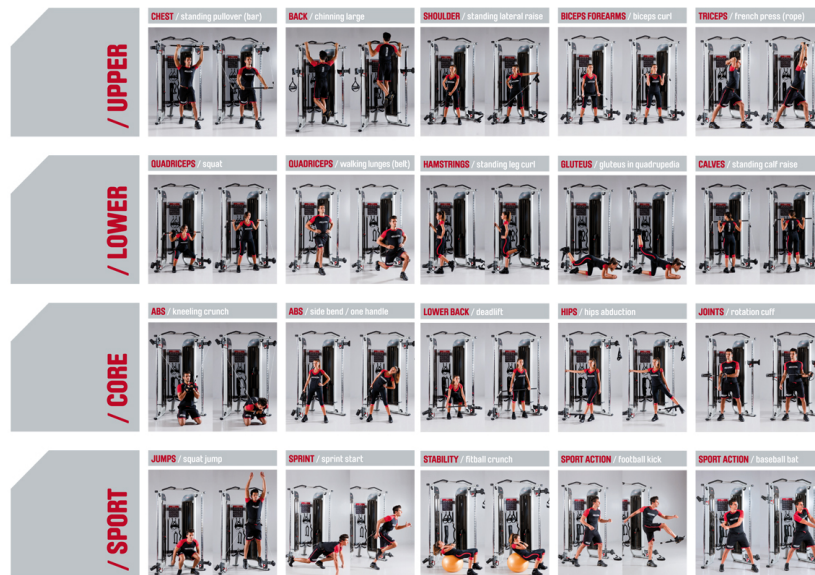 / UPPER
CHEST / standing pullover (bar)
BACK / chinning large
SHOULDER / standing lateral raise
BICEPS FOREARMS / biceps curl
TRICEPS / french press (rope)
/ LOWER
QUADRICEPS / squat
QUADRICEPS / walking lunges (belt)
HAMSTRINGS / standing leg curl
GLUTEUS / gluteus in quadrupedia
CALVES / standing calf raise
/ CORE
ABS / kneeling crunch
ABS / side bend / one handle
LOWER BACK / deadlift
HIPS / hips abduction
JOINTS / rotation cuff
/ SPORT
JUMPS / squat jump
SPRINT / sprint start
STABILITY / fitball crunch
SPORT ACTION / football kick
SPORT ACTION / baseball bat